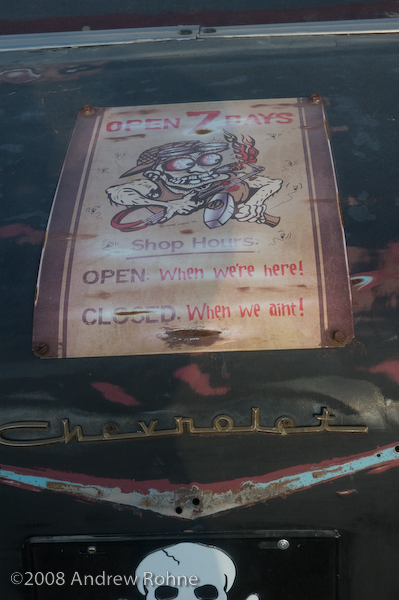 OPEN 7 DAYS
Shop Hours:
OPEN: When we're here!
CLOSED: When we aint!
Chevrolet
©2008 Andrew Rohne